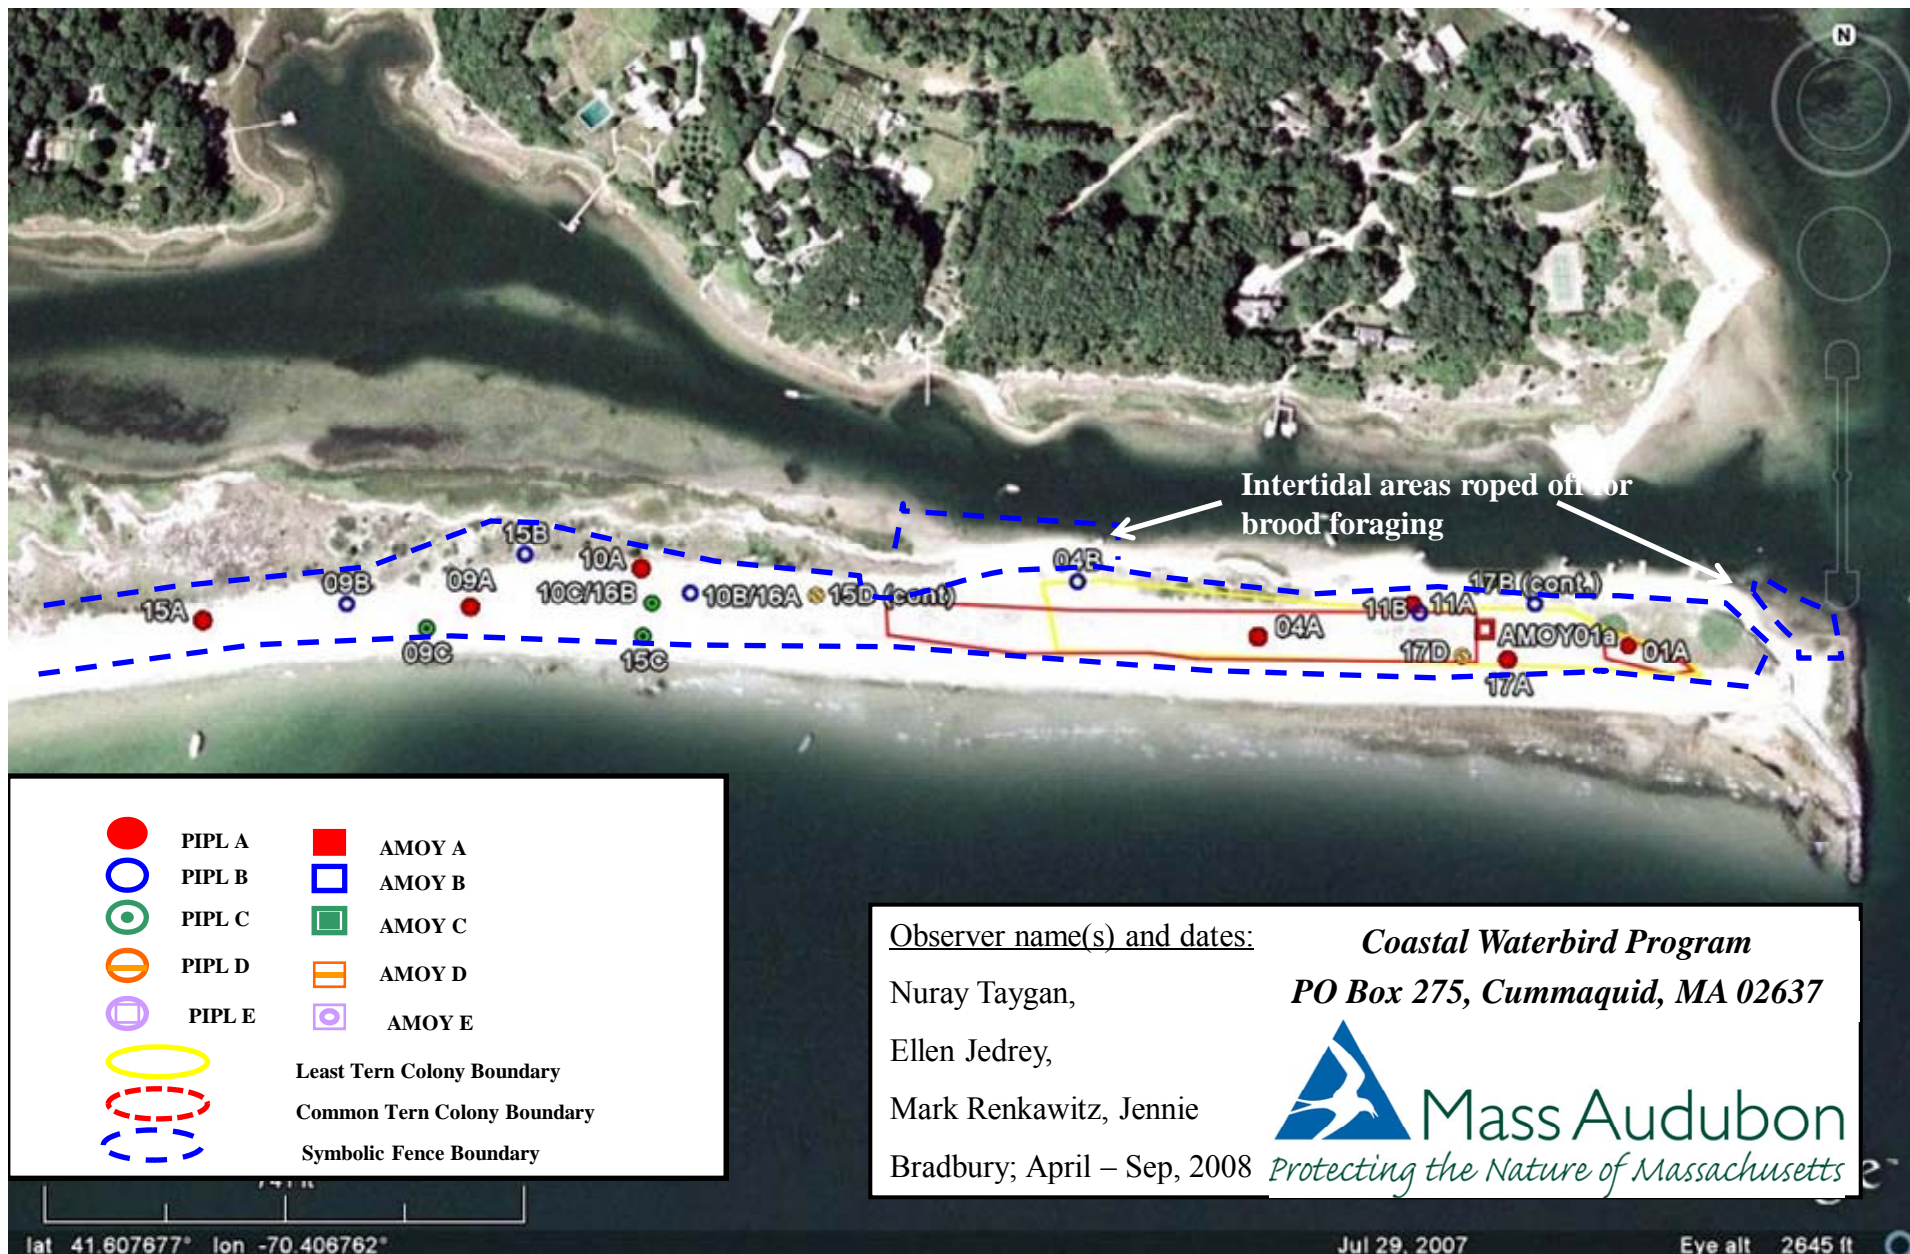 N
Intertidal areas roped off for
brood foraging
15B
04B
10A
09B
09A
17B (cont.)
10C/16B
10B/16A
15D (cont)
15A
11B
11A
04A
AMOY01a
09C
15C
17D
01A
17A
PIPL A
AMOY A
PIPL B
AMOY B
PIPL C
AMOY C
PIPL D
AMOY D
PIPL E
AMOY E
Least Tern Colony Boundary
Common Tern Colony Boundary
Symbolic Fence Boundary
Observer name(s) and dates:
Nuray Taygan,
Ellen Jedrey,
Mark Renkawitz, Jennie
Bradbury; April – Sep, 2008
Coastal Waterbird Program
PO Box 275, Cummaquid, MA 02637
Mass Audubon
Protecting the Nature of Massachusetts
741 ft
lat 41.607677° lon -70.406762°
Jul 29, 2007
Eye alt 2645 ft